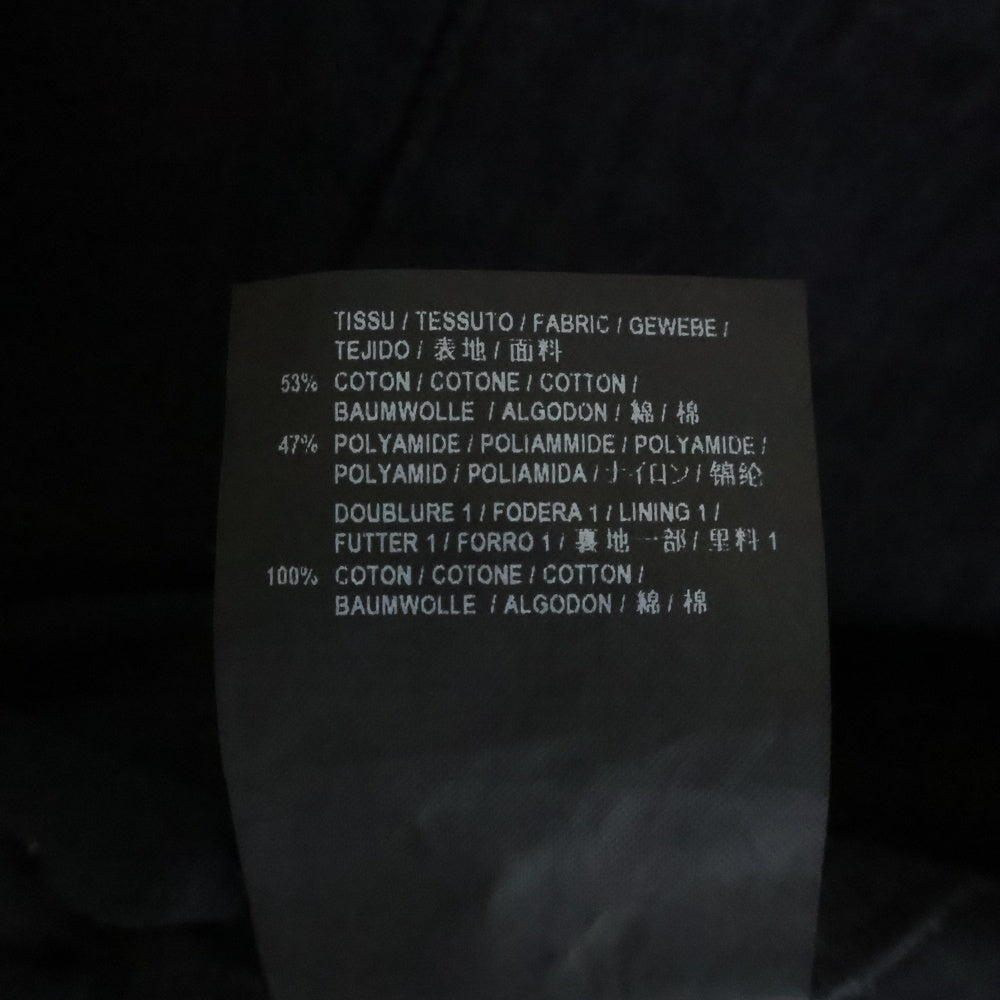 TISSU / TESSUTO / FABRIC / GEWEBE /
TEJIDO / 表地 / 面料
53% COTON / COTONE / COTTON /
BAUMWOLLE / ALGODON / 綿 / 棉
47% POLYAMIDE / POLIAMMIDE / POLYAMIDE /
POLYAMID / POLIAMIDA / ナイロン / 锦纶
DOUBLURE 1 / FODERA 1 / LINING 1 /
FUTTER 1 / FORRO 1 / 裏地一部 / 里料 1
100% COTON / COTONE / COTTON /
BAUMWOLLE / ALGODON / 綿 / 棉